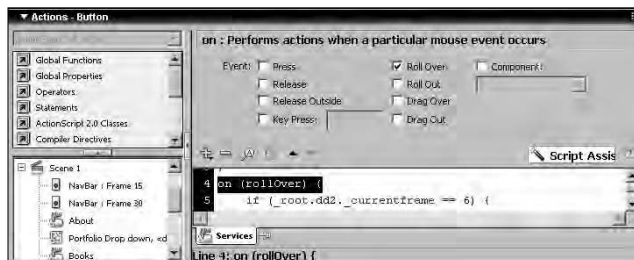 Actions - Button
on : Performs actions when a particular mouse event occurs
Global Functions
Global Properties
Operators
Statements
ActionScript 2.0 Classes
Compiler Directives
Event:
Press
Release
Release Outside
Key Press:
Roll Over
Roll Out
Drag Over
Drag Out
Component:
Script Assis
Scene 1
NavBar : Frame 15
NavBar : Frame 30
About
Portfolio Drop down, <d
Books
4 on (rollOver) {
5 if (_root.dd2._currentframe == 6) {
Services
Line 4: on (rollOver) {